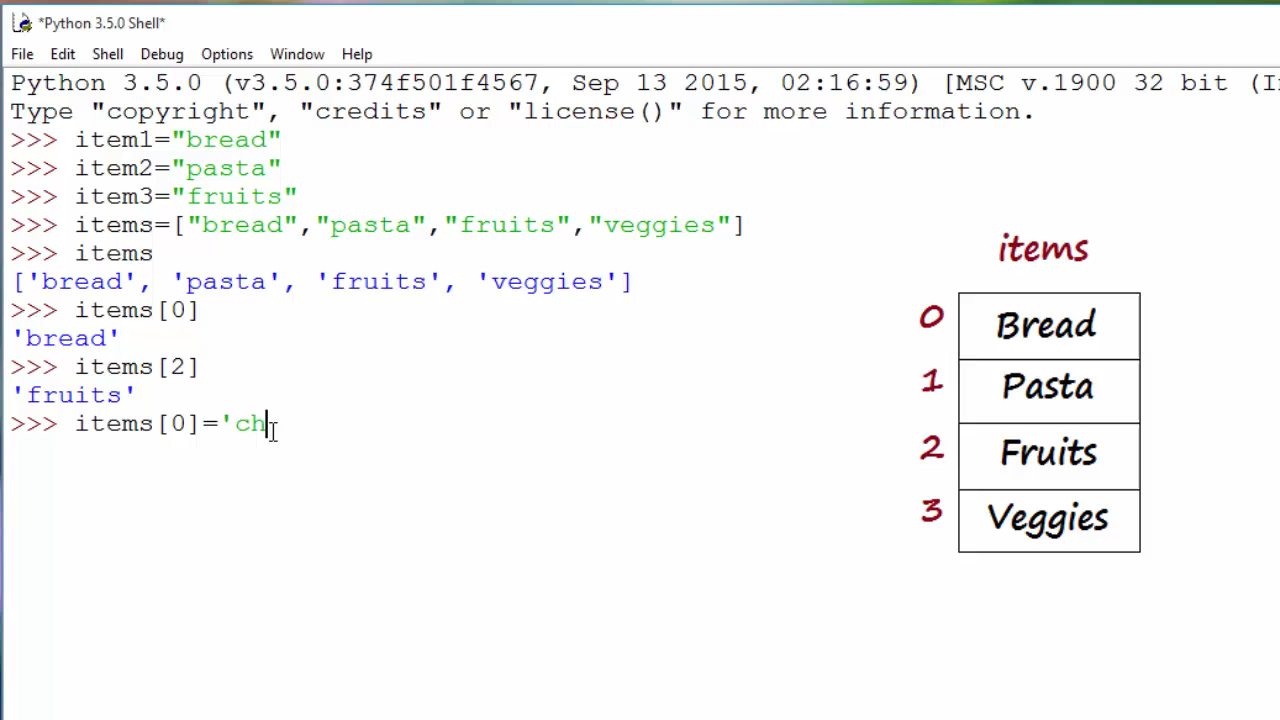 *Python 3.5.0 Shell*
File Edit Shell Debug Options Window Help
Python 3.5.0 (v3.5.0:374f501f4567, Sep 13 2015, 02:16:59) [MSC v.1900 32 bit (I
Type "copyright", "credits" or "license()" for more information.
>>> item1="bread"
>>> item2="pasta"
>>> item3="fruits"
>>> items=["bread","pasta","fruits","veggies"]
>>> items
['bread', 'pasta', 'fruits', 'veggies']
>>> items[0]
'bread'
>>> items[2]
'fruits'
>>> items[0]='ch
items
0 Bread
1 Pasta
2 Fruits
3 Veggies